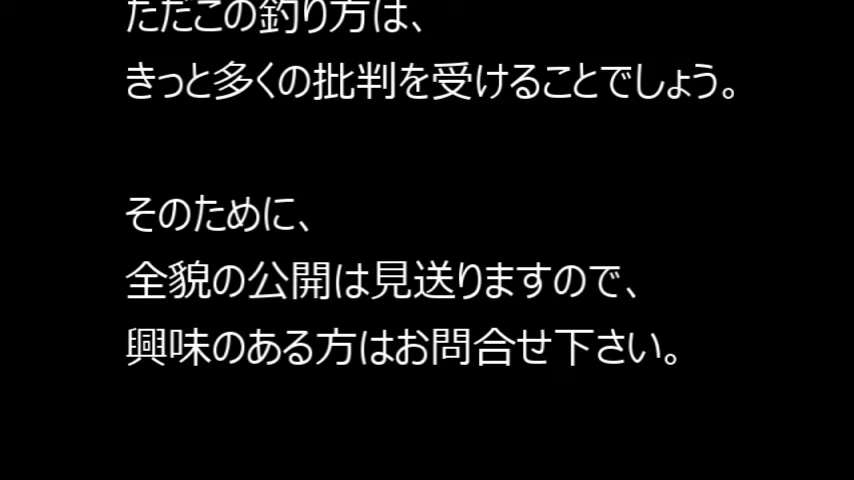 ただこの釣り方は、
きっと多くの批判を受けることでしょう。
そのために、
全貌の公開は見送りますので、
興味のある方はお問合せ下さい。